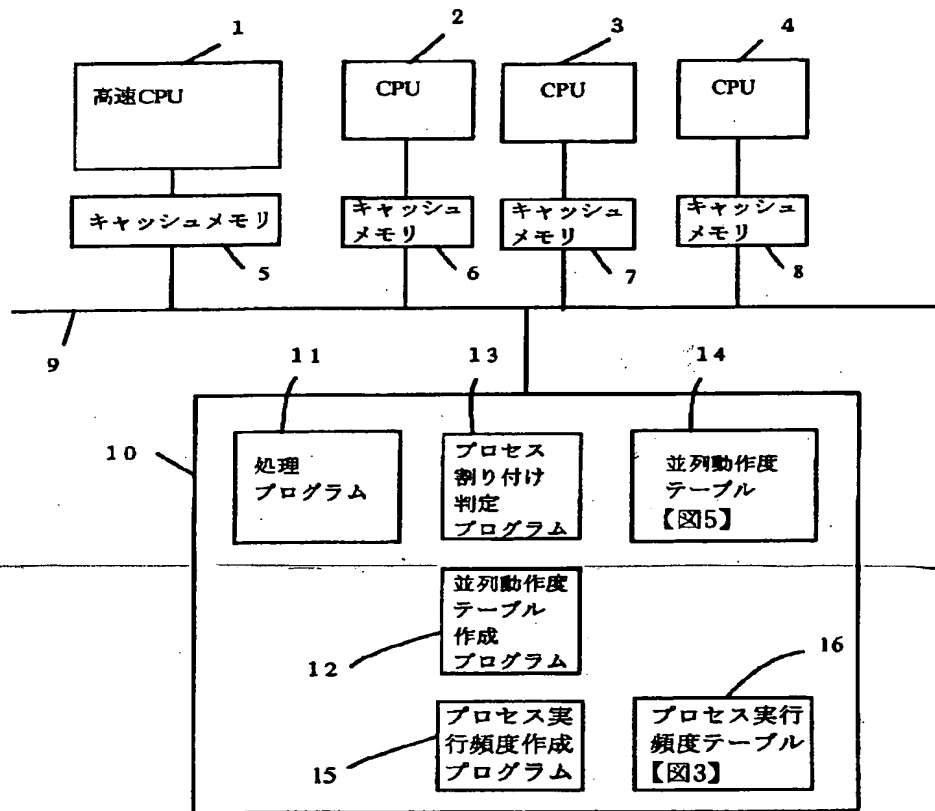 1
2
3
4
高速CPU
CPU
CPU
CPU
キャッシュメモリ
キャッシュ
メモリ
キャッシュ
メモリ
キャッシュ
メモリ
5
6
7
8
9
11
13
14
10
処理
プログラム
プロセス
割り付け
判定
プログラム
並列動作度
テーブル
【図5】
並列動作度
テーブル
作成
プログラム
12
16
プロセス実
行頻度作成
プログラム
15
プロセス実行
頻度テーブル
【図3】